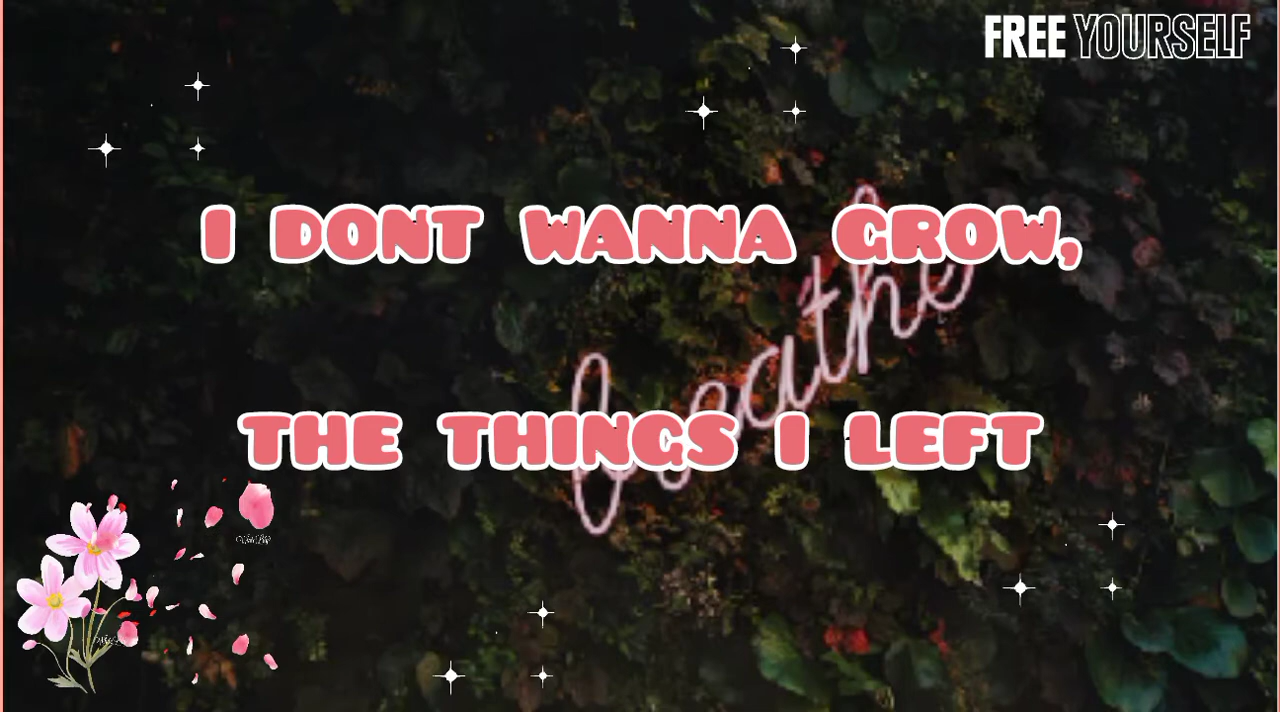 FREE YOURSELF
I DONT WANNA GROW,
breathe
THE THINGS I LEFT